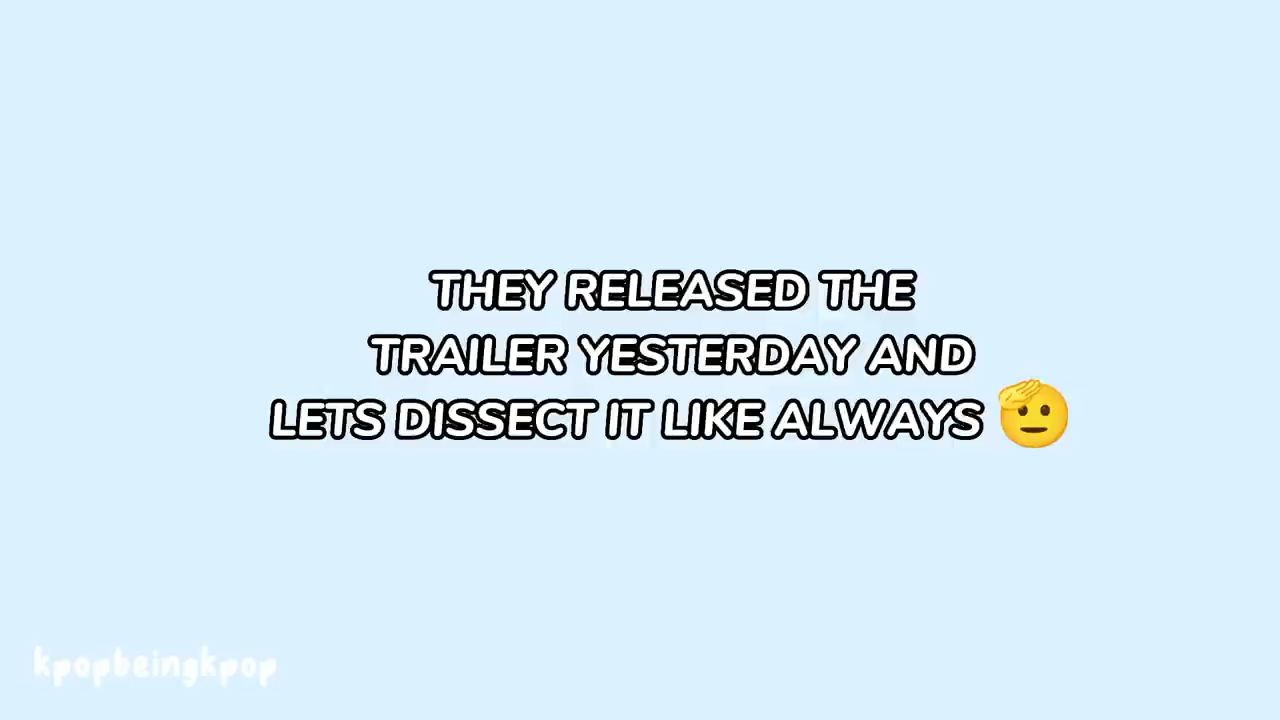 THEY RELEASED THE
TRAILER YESTERDAY AND
LETS DISSECT IT LIKE ALWAYS 🫡
kpopbeingkpop